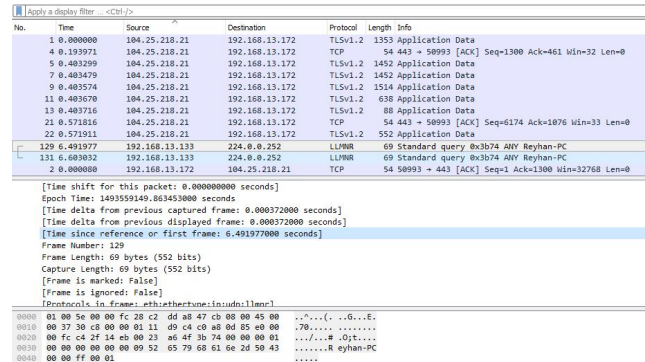 Apply a display filter ... <Ctrl-/>
No. Time Source Destination Protocol Length Info
1 0.000000 104.25.218.21 192.168.13.172 TLSv1.2 1353 Application Data
4 0.193971 104.25.218.21 192.168.13.172 TCP 54 443 → 50993 [ACK] Seq=1300 Ack=461 Win=32 Len=0
5 0.403299 104.25.218.21 192.168.13.172 TLSv1.2 1452 Application Data
7 0.403479 104.25.218.21 192.168.13.172 TLSv1.2 1452 Application Data
9 0.403574 104.25.218.21 192.168.13.172 TLSv1.2 1514 Application Data
11 0.403670 104.25.218.21 192.168.13.172 TLSv1.2 638 Application Data
13 0.403716 104.25.218.21 192.168.13.172 TLSv1.2 88 Application Data
21 0.571816 104.25.218.21 192.168.13.172 TCP 54 443 → 50993 [ACK] Seq=6174 Ack=1076 Win=33 Len=0
22 0.571911 104.25.218.21 192.168.13.172 TLSv1.2 552 Application Data
129 6.491977 192.168.13.133 224.0.0.252 LLMNR 69 Standard query 0x3b74 ANY Reyhan-PC
131 6.603032 192.168.13.133 224.0.0.252 LLMNR 69 Standard query 0x3b74 ANY Reyhan-PC
2 0.000080 192.168.13.172 104.25.218.21 TCP 54 50993 → 443 [ACK] Seq=1 Ack=1300 Win=32768 Len=0
[Time shift for this packet: 0.000000000 seconds]
Epoch Time: 1493559149.863453000 seconds
[Time delta from previous captured frame: 0.000372000 seconds]
[Time delta from previous displayed frame: 0.000372000 seconds]
[Time since reference or first frame: 6.491977000 seconds]
Frame Number: 129
Frame Length: 69 bytes (552 bits)
Capture Length: 69 bytes (552 bits)
[Frame is marked: False]
[Frame is ignored: False]
[Protocols in frame: eth:ethertype:ip:udp:llmnr]
0000 01 00 5e 00 00 fc 28 c2 dd a8 47 cb 08 00 45 00 ..^...(. ..G...E.
0010 00 37 30 c8 00 00 01 11 d9 c4 c0 a8 0d 85 e0 00 .70..... ........
0020 00 fc c4 2f 14 eb 00 23 a6 4f 3b 74 00 00 00 01 .../...# .O;t....
0030 00 00 00 00 00 00 09 52 65 79 68 61 6e 2d 50 43 .......R eyhan-PC
0040 00 00 ff 00 01 .....